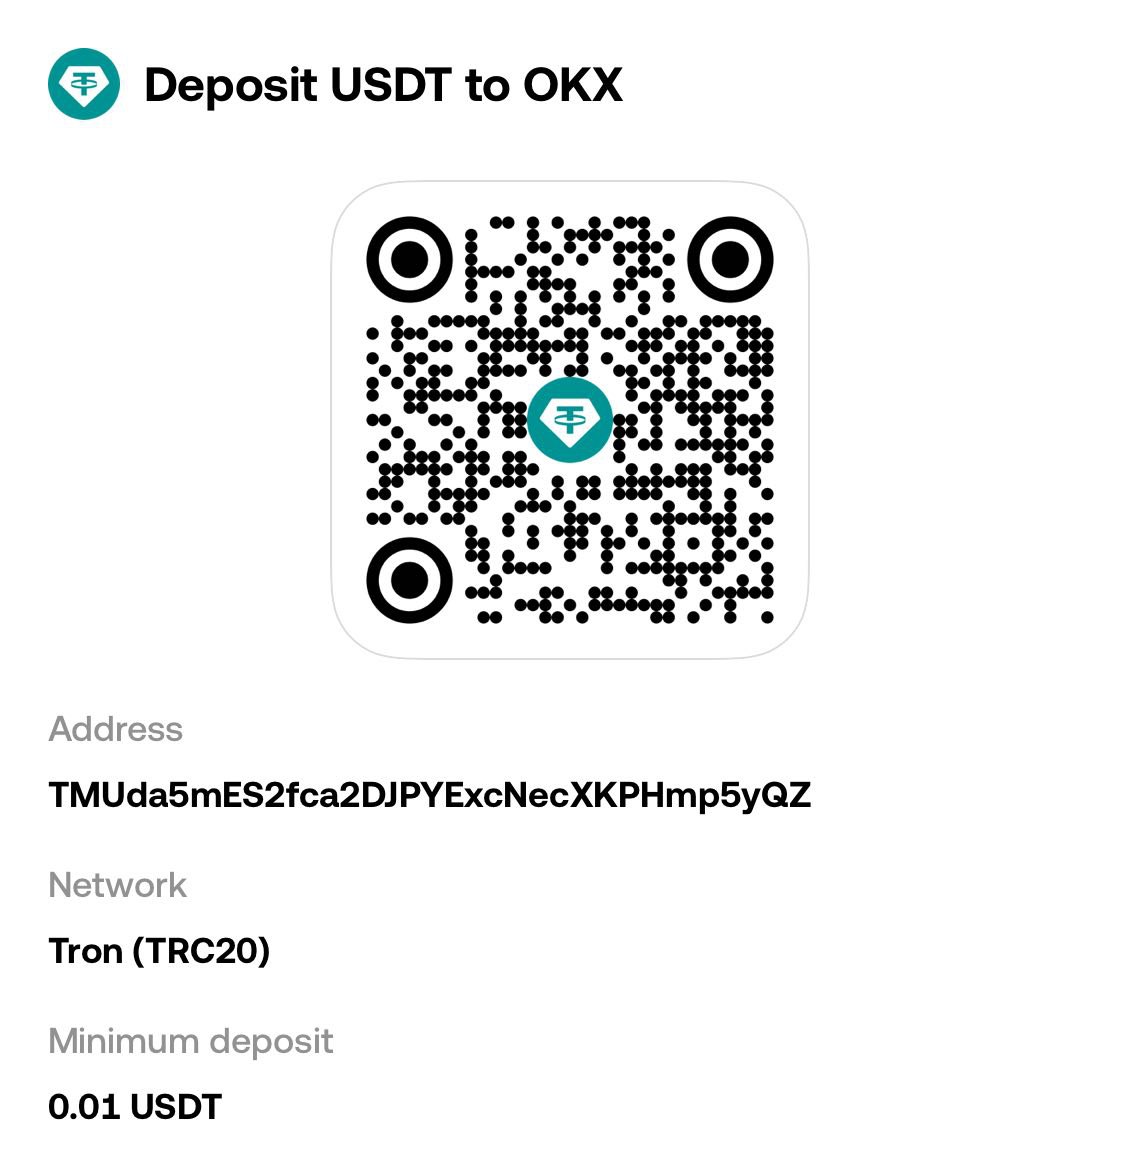 Deposit USDT to OKX
Address
TMUda5mES2fca2DJPYExcNecXKPHmp5yQZ
Network
Tron (TRC20)
Minimum deposit
0.01 USDT